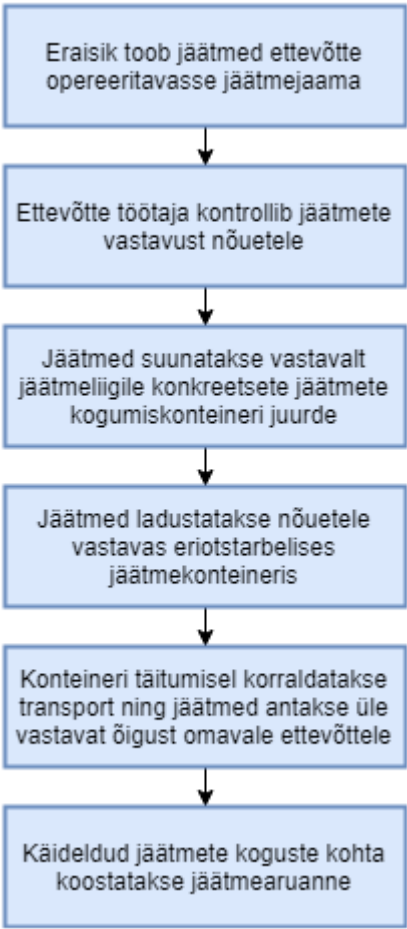 Eraisik toob jäätmed ettevõtte
opereeritavasse jäätmejaama
Ettevõtte töötaja kontrollib jäätmete
vastavust nõuetele
Jäätmed suunatakse vastavalt
jäätmeliigile konkreetsete jäätmete
kogumiskonteineri juurde
Jäätmed ladustatakse nõuetele
vastavas eriotstarbelises
jäätmekonteineris
Konteineri täitumisel korraldatakse
transport ning jäätmed antakse üle
vastavat õigust omavale ettevõttele
Käideldud jäätmete koguste kohta
koostatakse jäätmearuanne